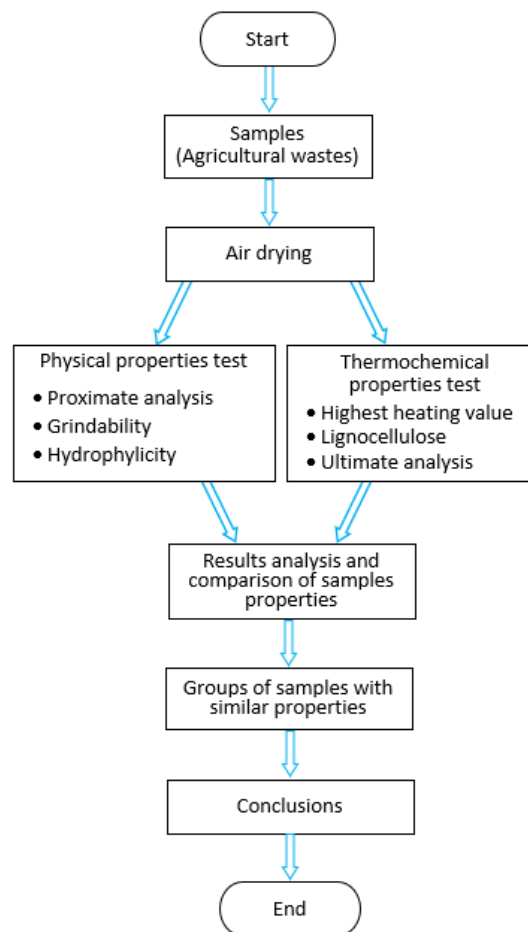 Start
Samples
(Agricultural wastes)
Air drying
Physical properties test
• Proximate analysis
• Grindability
• Hydrophylicity
Thermochemical
properties test
• Highest heating value
• Lignocellulose
• Ultimate analysis
Results analysis and
comparison of samples
properties
Groups of samples with
similar properties
Conclusions
End